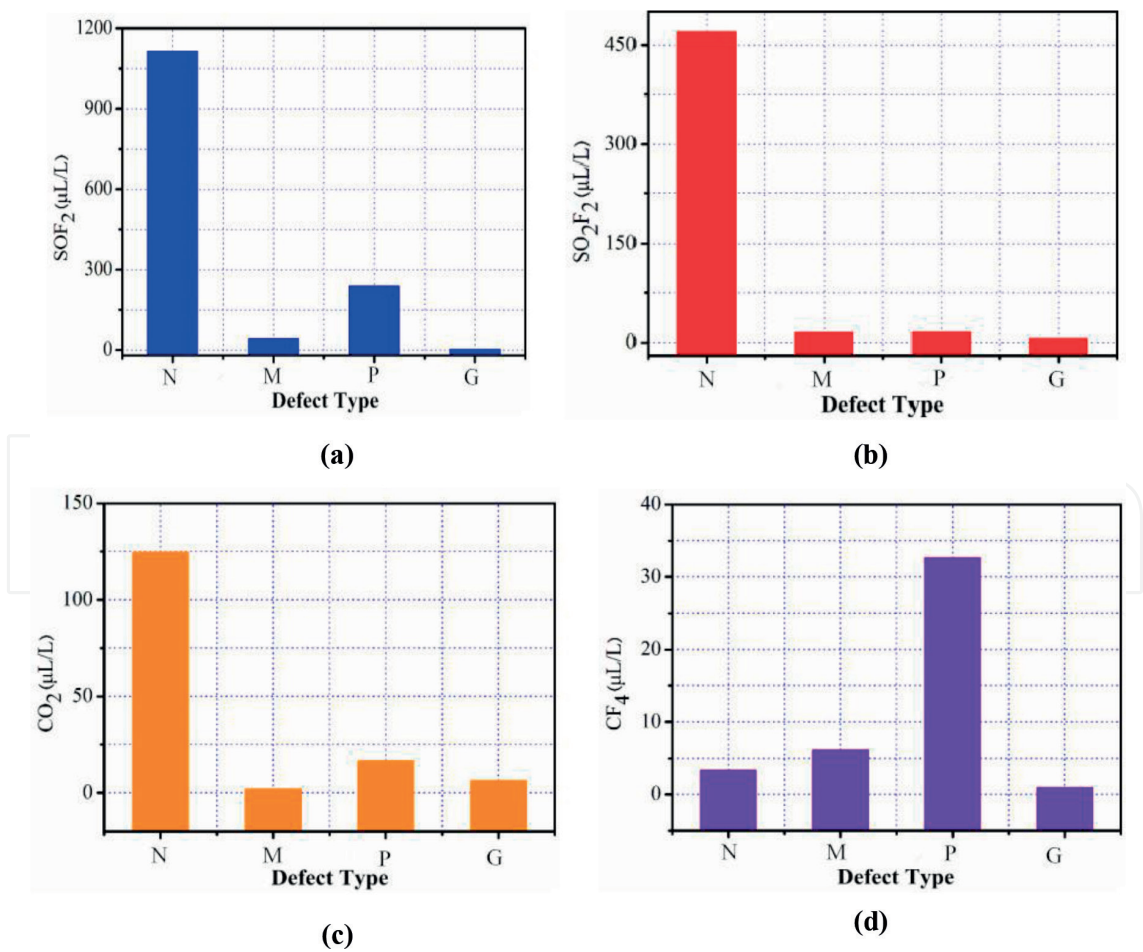 1200
900
600
300
0
SOF2 (μL/L)
N M P G
Defect Type
(a)
450
300
150
0
SO2F2 (μL/L)
N M P G
Defect Type
(b)
150
100
50
0
CO2 (μL/L)
N M P G
Defect Type
(c)
40
30
20
10
0
CF4 (μL/L)
N M P G
Defect Type
(d)